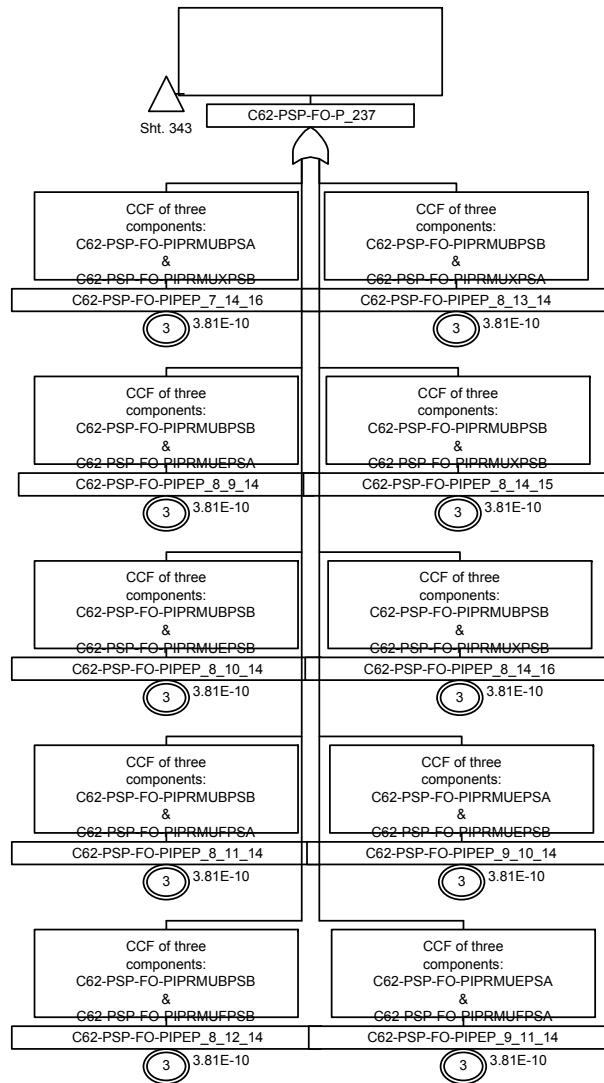 C62-PSP-FO-P_237
Sht. 343
CCF of three
components:
C62-PSP-FO-PIPRMUBPSA
&
C62-PSP-FO-PIPRMUXPSB
C62-PSP-FO-PIPEP_7_14_16
3
3.81E-10
CCF of three
components:
C62-PSP-FO-PIPRMUBPSB
&
C62-PSP-FO-PIPRMUXPSA
C62-PSP-FO-PIPEP_8_13_14
3
3.81E-10
CCF of three
components:
C62-PSP-FO-PIPRMUBPSB
&
C62-PSP-FO-PIPRMUEPSA
C62-PSP-FO-PIPEP_8_9_14
3
3.81E-10
CCF of three
components:
C62-PSP-FO-PIPRMUBPSB
&
C62-PSP-FO-PIPRMUXPSB
C62-PSP-FO-PIPEP_8_14_15
3
3.81E-10
CCF of three
components:
C62-PSP-FO-PIPRMUBPSB
&
C62-PSP-FO-PIPRMUEPSB
C62-PSP-FO-PIPEP_8_10_14
3
3.81E-10
CCF of three
components:
C62-PSP-FO-PIPRMUBPSB
&
C62-PSP-FO-PIPRMUXPSB
C62-PSP-FO-PIPEP_8_14_16
3
3.81E-10
CCF of three
components:
C62-PSP-FO-PIPRMUBPSB
&
C62-PSP-FO-PIPRMUFPSA
C62-PSP-FO-PIPEP_8_11_14
3
3.81E-10
CCF of three
components:
C62-PSP-FO-PIPRMUEPSA
&
C62-PSP-FO-PIPRMUEPSB
C62-PSP-FO-PIPEP_9_10_14
3
3.81E-10
CCF of three
components:
C62-PSP-FO-PIPRMUBPSB
&
C62-PSP-FO-PIPRMUFPSB
C62-PSP-FO-PIPEP_8_12_14
3
3.81E-10
CCF of three
components:
C62-PSP-FO-PIPRMUEPSA
&
C62-PSP-FO-PIPRMUFPSA
C62-PSP-FO-PIPEP_9_11_14
3
3.81E-10